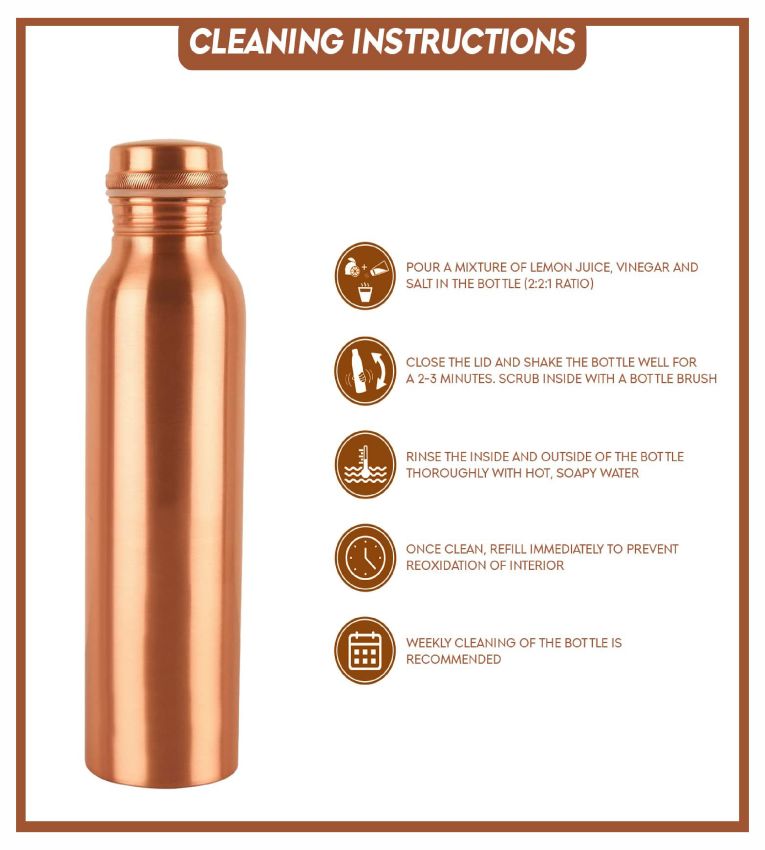 CLEANING INSTRUCTIONS
POUR A MIXTURE OF LEMON JUICE, VINEGAR AND
SALT IN THE BOTTLE (2:2:1 RATIO)
CLOSE THE LID AND SHAKE THE BOTTLE WELL FOR
A 2-3 MINUTES. SCRUB INSIDE WITH A BOTTLE BRUSH
RINSE THE INSIDE AND OUTSIDE OF THE BOTTLE
THOROUGHLY WITH HOT, SOAPY WATER
ONCE CLEAN, REFILL IMMEDIATELY TO PREVENT
REOXIDATION OF INTERIOR
WEEKLY CLEANING OF THE BOTTLE IS
RECOMMENDED